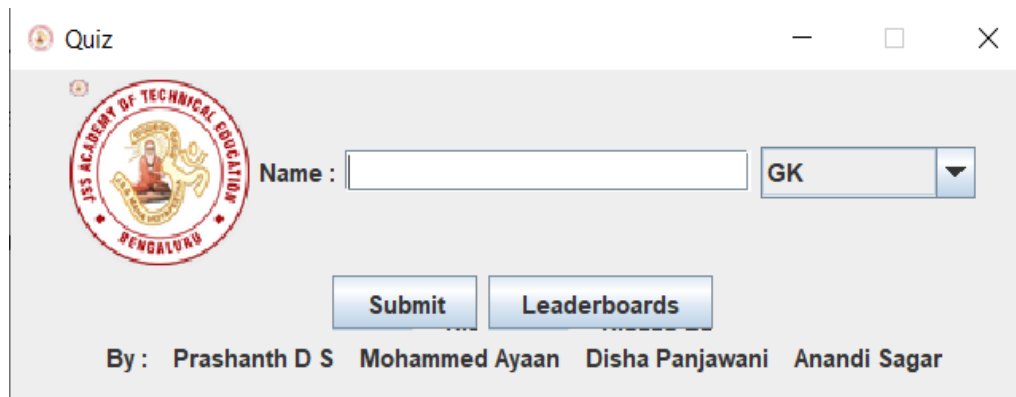 Quiz
JSS ACADEMY OF TECHNICAL EDUCATION
BENGALURU
Name :
GK
Submit Leaderboards
By : Prashanth D S Mohammed Ayaan Disha Panjawani Anandi Sagar